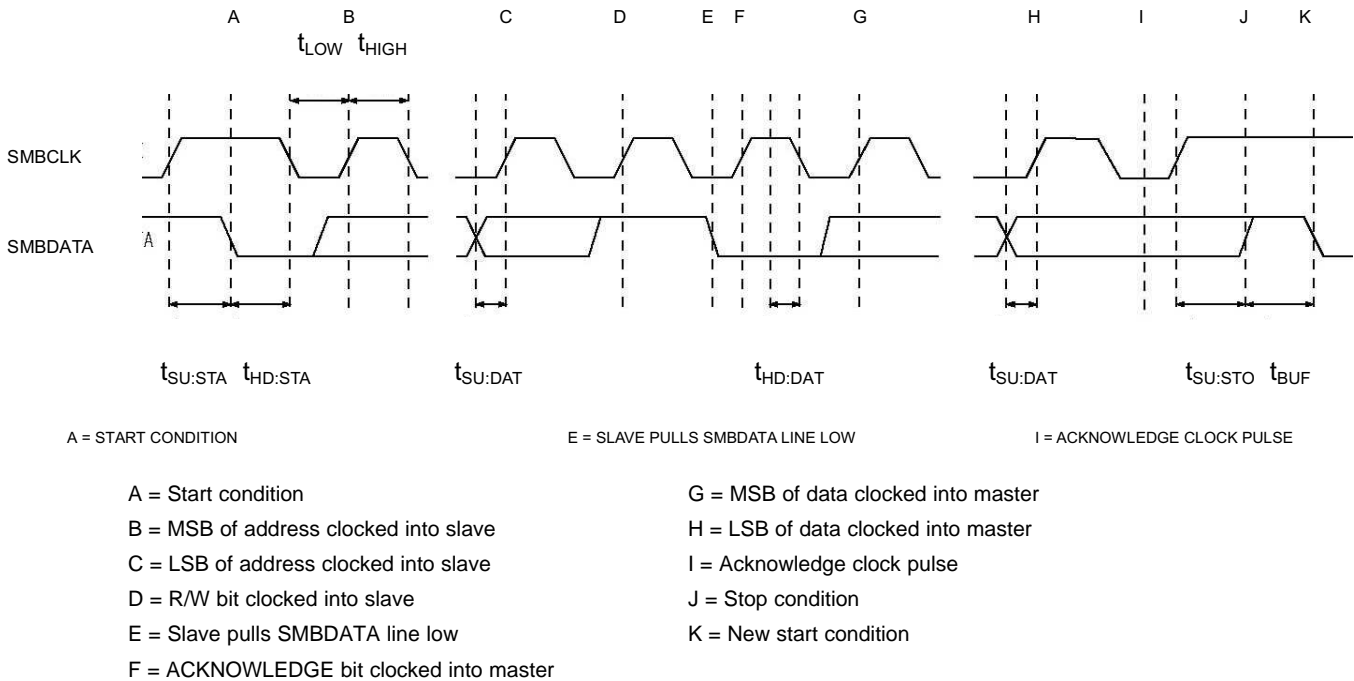 A B C D E F G H I J K
tLOW tHIGH
SMBCLK
SMBDATA
A
tSU:STA tHD:STA tSU:DAT tHD:DAT tSU:DAT tSU:STO tBUF
A = START CONDITION E = SLAVE PULLS SMBDATA LINE LOW I = ACKNOWLEDGE CLOCK PULSE
A = Start condition
B = MSB of address clocked into slave
C = LSB of address clocked into slave
D = R/W bit clocked into slave
E = Slave pulls SMBDATA line low
F = ACKNOWLEDGE bit clocked into master
G = MSB of data clocked into master
H = LSB of data clocked into master
I = Acknowledge clock pulse
J = Stop condition
K = New start condition